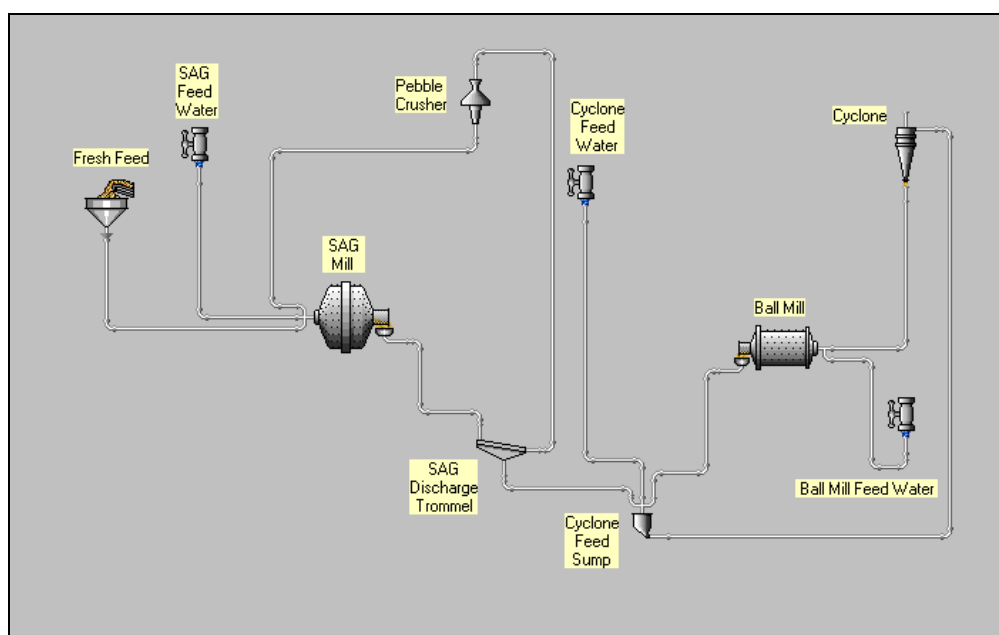 SAG
Feed
Water
Pebble
Crusher
Cyclone
Feed
Water
Cyclone
Fresh Feed
SAG
Mill
Ball Mill
SAG
Discharge
Trommel
Ball Mill Feed Water
Cyclone
Feed
Sump